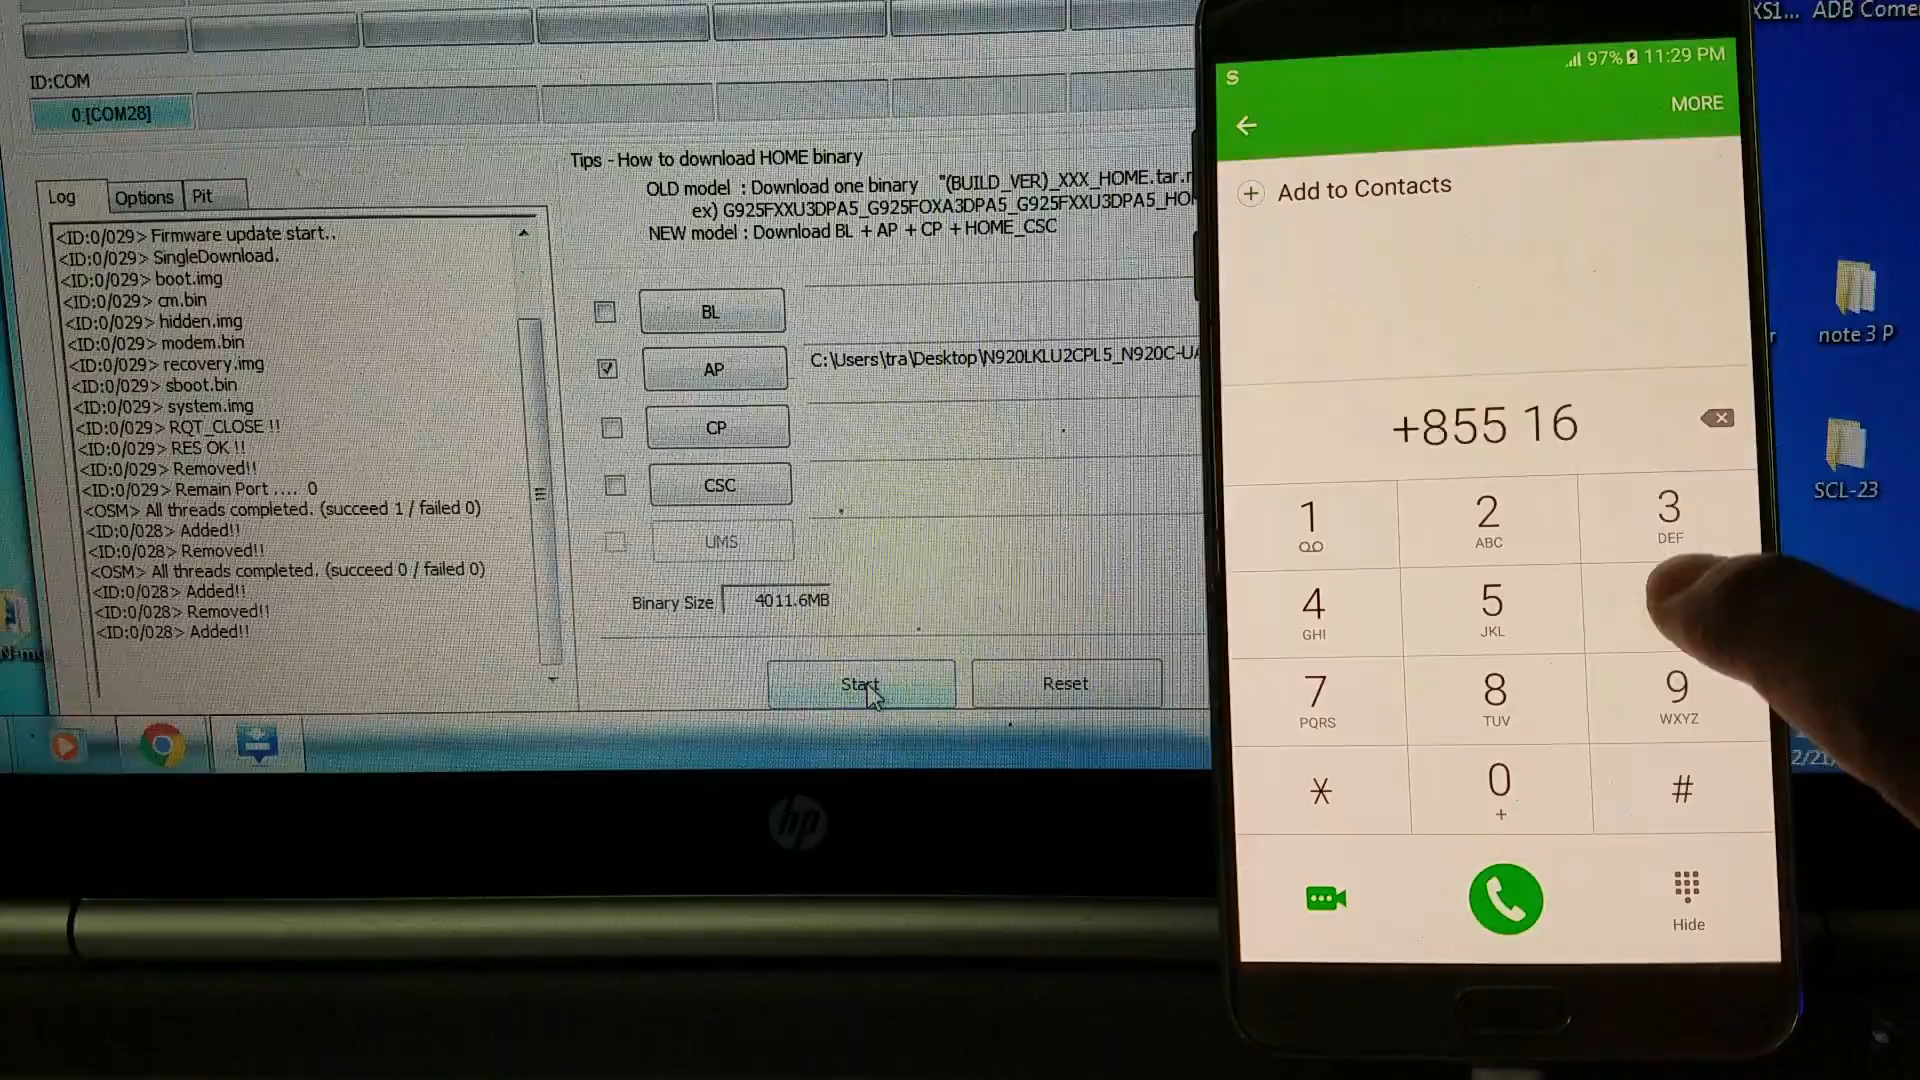 ID:COM
0:[COM28]
Log
Options
Pit
<ID:0/029> Firmware update start..
<ID:0/029> SingleDownload.
<ID:0/029> boot.img
<ID:0/029> cm.bin
<ID:0/029> hidden.img
<ID:0/029> modem.bin
<ID:0/029> recovery.img
<ID:0/029> sboot.bin
<ID:0/029> system.img
<ID:0/029> RQT_CLOSE !!
<ID:0/029> RES OK !!
<ID:0/029> Removed!!
<ID:0/029> Remain Port .... 0
<OSM> All threads completed. (succeed 1 / failed 0)
<ID:0/028> Added!!
<ID:0/028> Removed!!
<OSM> All threads completed. (succeed 0 / failed 0)
<ID:0/028> Added!!
<ID:0/028> Removed!!
<ID:0/028> Added!!
Tips - How to download HOME binary
OLD model : Download one binary "(BUILD_VER)_XXX_HOME.tar.
ex) G925FXXU3DPA5_G925FOXA3DPA5_G925FXXU3DPA5_HO
NEW model : Download BL + AP + CP + HOME_CSC
BL
AP
C:\Users\tra\Desktop\N920LKLU2CPL5_N920C-U
CP
CSC
UMS
Binary Size 4011.6MB
Start
Reset
hp
S
97% 11:29 PM
MORE
Add to Contacts
+855 16
1
2
ABC
3
DEF
4
GHI
5
JKL
7
PQRS
8
TUV
9
WXYZ
*
0
+
#
Hide
XS1... ADB Come
note 3 P
SCL-23
2/21